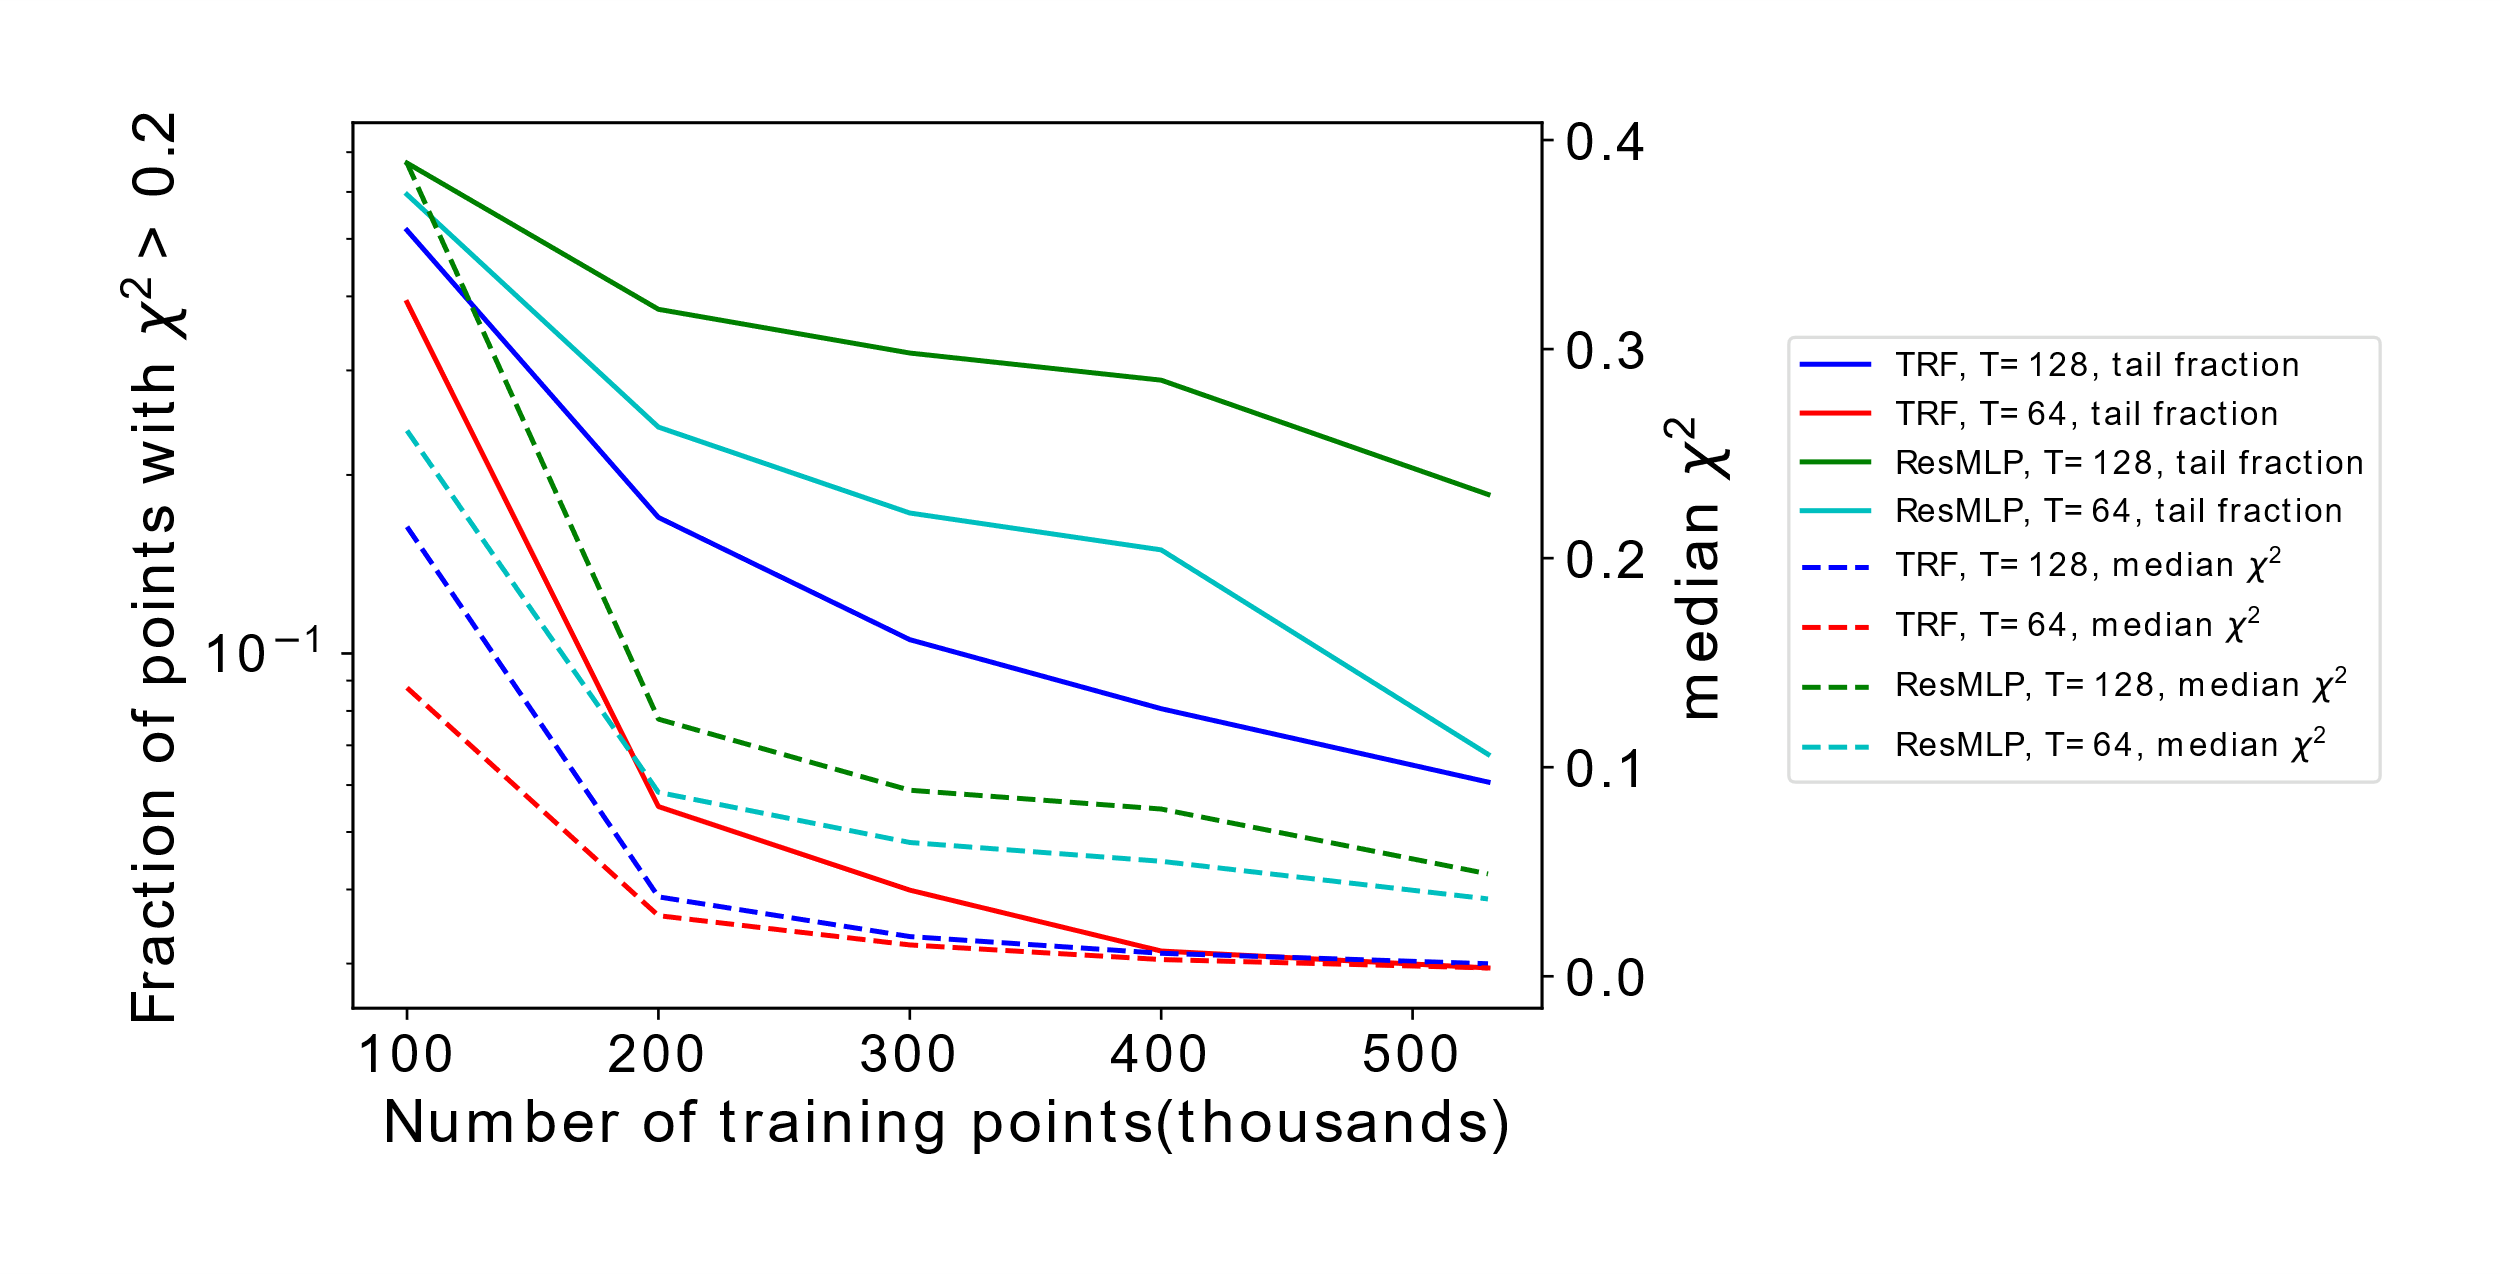 Fraction of points with χ² > 0.2
10⁻¹
0.4
0.3
0.2
0.1
0.0
median χ²
100 200 300 400 500
Number of training points(thousands)
TRF, T= 128, tail fraction
TRF, T= 64, tail fraction
ResMLP, T= 128, tail fraction
ResMLP, T= 64, tail fraction
TRF, T= 128, median χ²
TRF, T= 64, median χ²
ResMLP, T= 128, median χ²
ResMLP, T= 64, median χ²